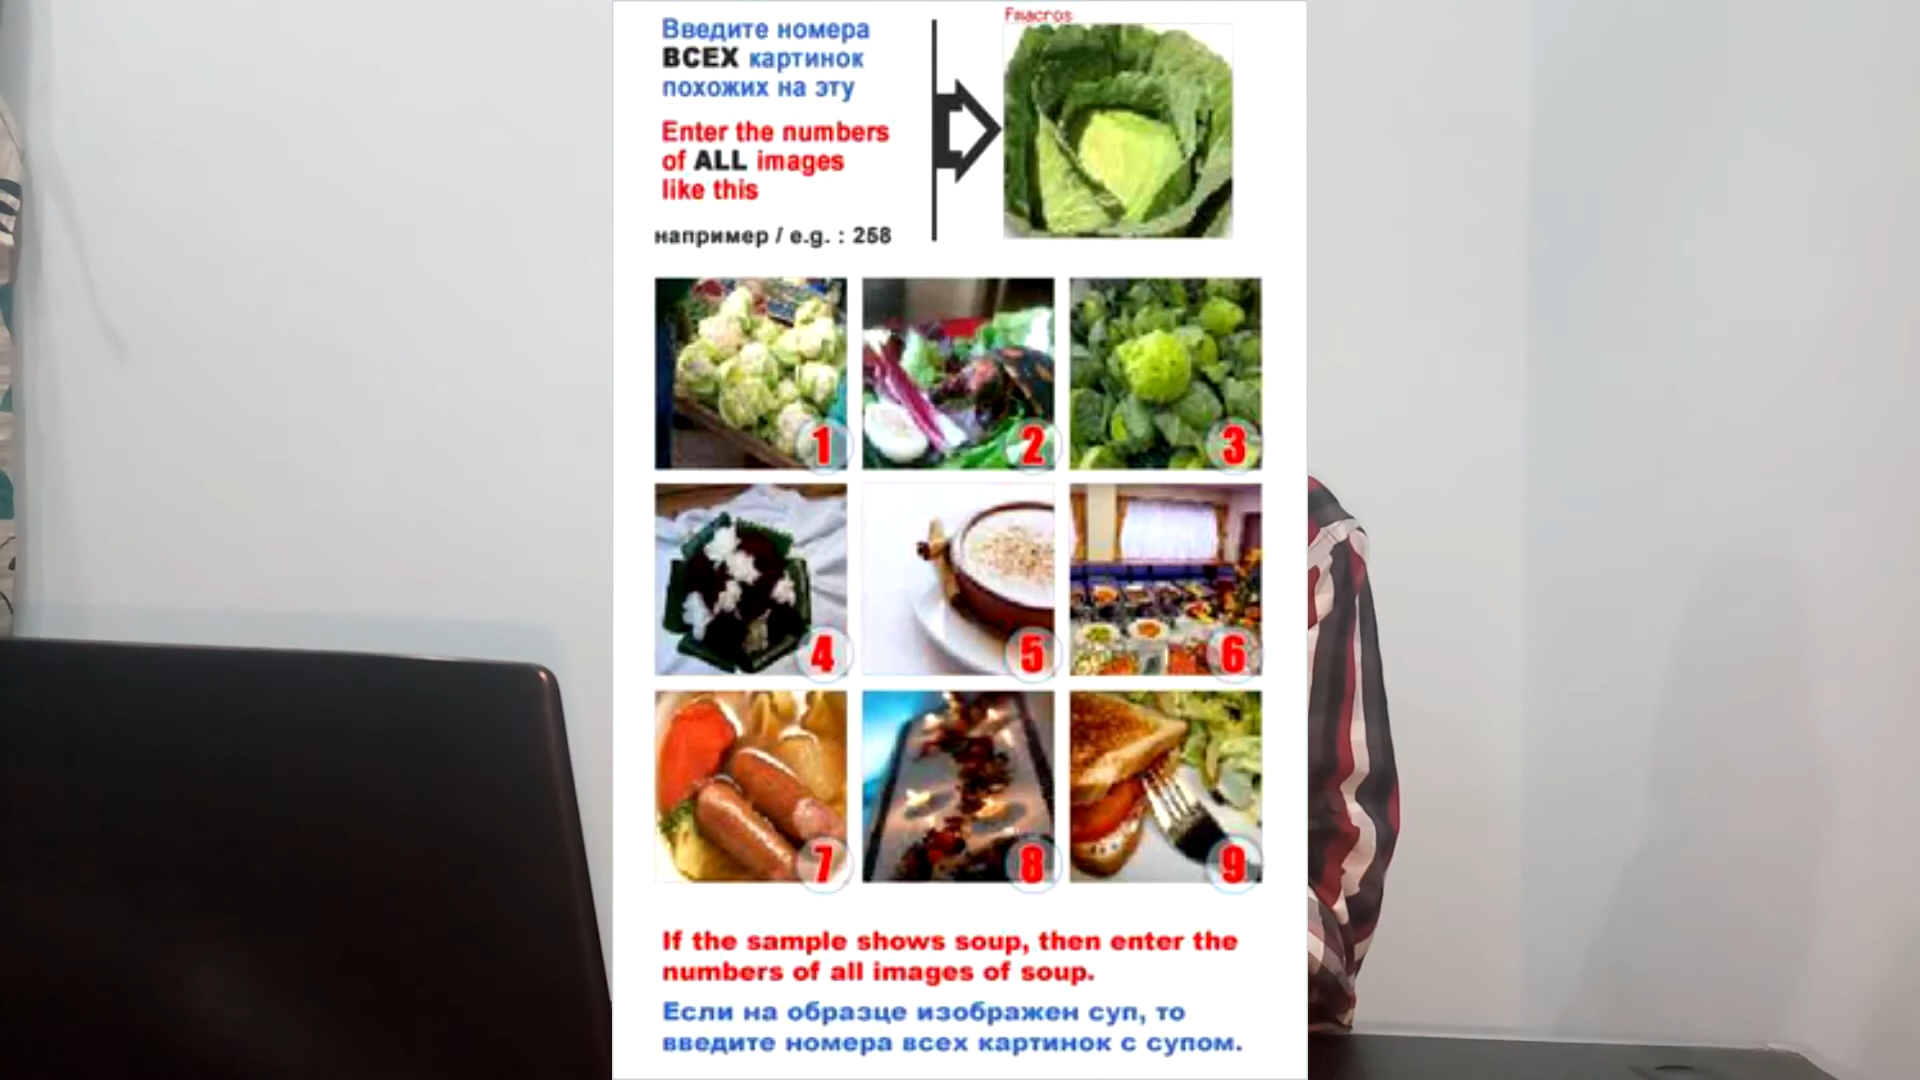 Fmacros
Введите номера
ВСЕХ картинок
похожих на эту
Enter the numbers
of ALL images
like this
например / e.g. : 258
1
2
3
4
5
6
7
8
9
If the sample shows soup, then enter the
numbers of all images of soup.
Если на образце изображен суп, то
введите номера всех картинок с супом.